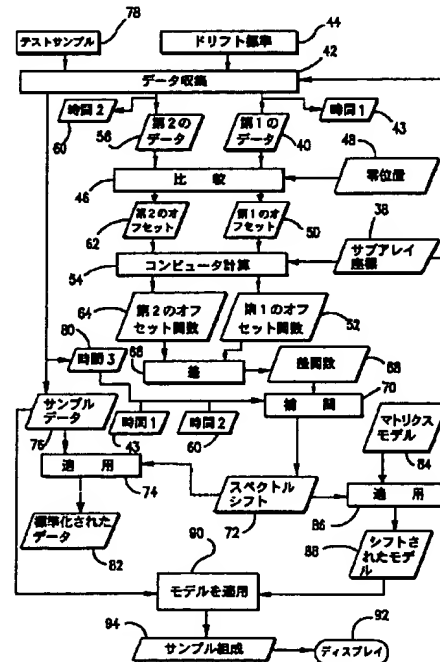 78
44
テストサンプル
ドリフト標準
42
データ収集
時間2
60
第2の
データ
56
第1の
データ
40
時間1
43
48
比 較
46
零位置
第2のオ
フセット
62
第1のオ
フセット
50
38
サブアレイ
座標
コンピュータ計算
54
64
第2のオフ
セット関数
第1のオフ
セット関数
52
80
時間3
68
差
差関数
68
サンプル
データ
76
時間1
43
時間2
60
補 間
70
マトリクス
モデル
84
適 用
74
スペクトル
シフト
72
適 用
86
標準化された
データ
82
シフトさ
れたモデ
ル
88
90
モデルを適用
94
サンプル組成
92
ディスプレイ